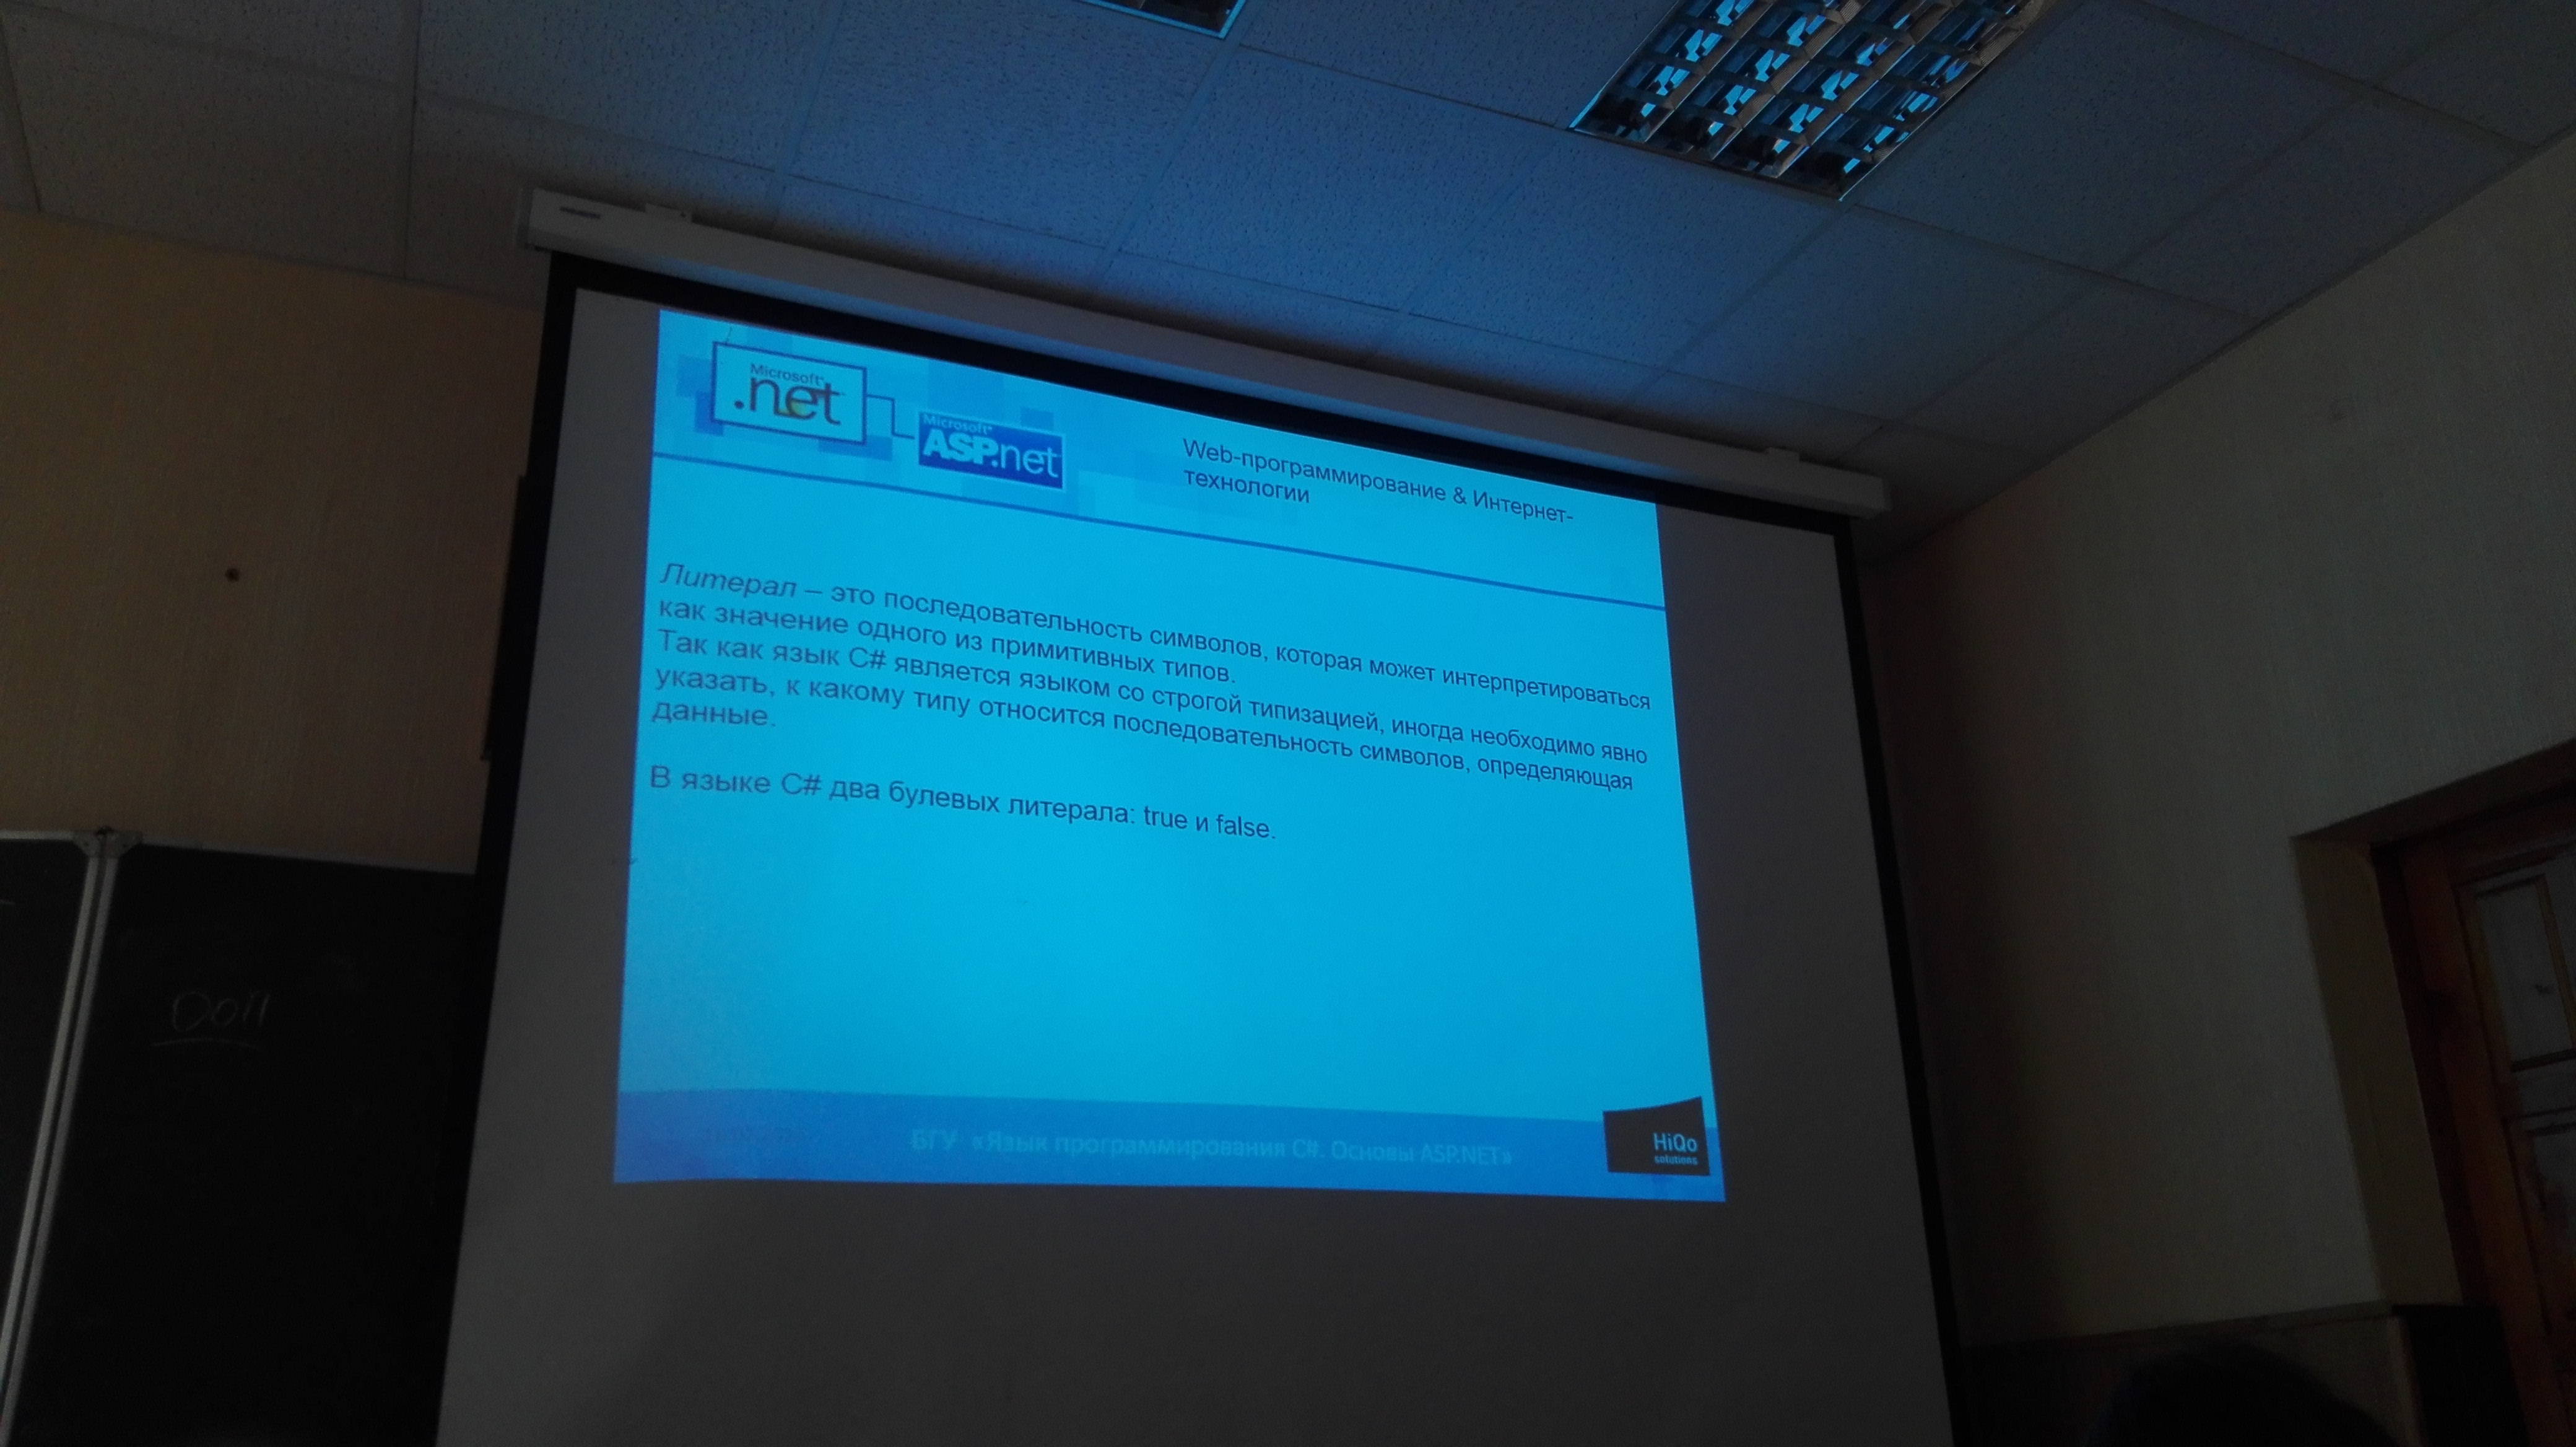 Microsoft
.net
Microsoft
ASP.net
Web-программирование & Интернет-
технологии
Литерал – это последовательность символов, которая может интерпретироваться
как значение одного из примитивных типов.
Так как язык C# является языком со строгой типизацией, иногда необходимо явно
указать, к какому типу относится последовательность символов, определяющая
данные.
В языке C# два булевых литерала: true и false.
БГУ «Язык программирования C#. Основы ASP.NET»
HiQo
solutions